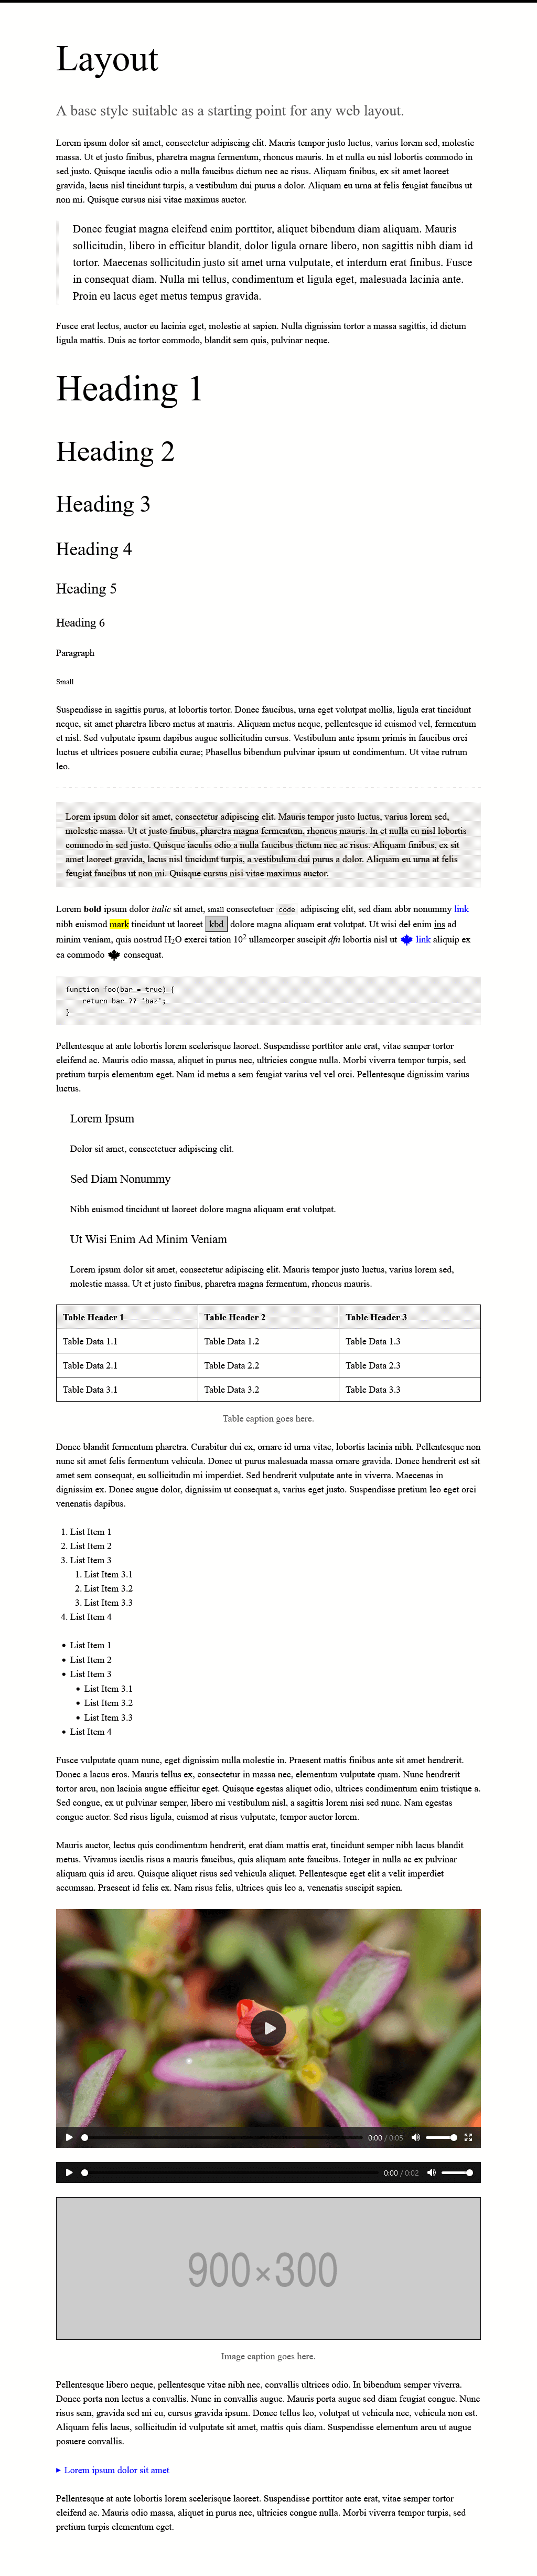 Layout
A base style suitable as a starting point for any web layout.
Lorem ipsum dolor sit amet, consectetur adipiscing elit. Mauris tempor justo luctus, varius lorem sed, molestie
massa. Ut et justo finibus, pharetra magna fermentum, rhoncus mauris. In et nulla eu nisl lobortis commodo in
sed justo. Quisque iaculis odio a nulla faucibus dictum nec ac risus. Aliquam finibus, ex sit amet laoreet
gravida, lacus nisl tincidunt turpis, a vestibulum dui purus a dolor. Aliquam eu urna at felis feugiat faucibus ut
non mi. Quisque cursus nisi vitae maximus auctor.
Donec feugiat magna eleifend enim porttitor, aliquet bibendum diam aliquam. Mauris
sollicitudin, libero in efficitur blandit, dolor ligula ornare libero, non sagittis nibh diam id
tortor. Maecenas sollicitudin justo sit amet urna vulputate, et interdum erat finibus. Fusce
in consequat diam. Nulla mi tellus, condimentum et ligula eget, malesuada lacinia ante.
Proin eu lacus eget metus tempus gravida.
Fusce erat lectus, auctor eu lacinia eget, molestie at sapien. Nulla dignissim tortor a massa sagittis, id dictum
ligula mattis. Duis ac tortor commodo, blandit sem quis, pulvinar neque.
Heading 1
Heading 2
Heading 3
Heading 4
Heading 5
Heading 6
Paragraph
Small
Suspendisse in sagittis purus, at lobortis tortor. Donec faucibus, urna eget volutpat mollis, ligula erat tincidunt
neque, sit amet pharetra libero metus at mauris. Aliquam metus neque, pellentesque id euismod vel, fermentum
et nisl. Sed vulputate ipsum dapibus augue sollicitudin cursus. Vestibulum ante ipsum primis in faucibus orci
luctus et ultrices posuere cubilia curae; Phasellus bibendum pulvinar ipsum ut condimentum. Ut vitae rutrum
leo.
Lorem ipsum dolor sit amet, consectetur adipiscing elit. Mauris tempor justo luctus, varius lorem sed,
molestie massa. Ut et justo finibus, pharetra magna fermentum, rhoncus mauris. In et nulla eu nisl lobortis
commodo in sed justo. Quisque iaculis odio a nulla faucibus dictum nec ac risus. Aliquam finibus, ex sit
amet laoreet gravida, lacus nisl tincidunt turpis, a vestibulum dui purus a dolor. Aliquam eu urna at felis
feugiat faucibus ut non mi. Quisque cursus nisi vitae maximus auctor.
Lorem bold ipsum dolor italic sit amet, small consectetuer code adipiscing elit, sed diam abbr nonummy link
nibh euismod mark tincidunt ut laoreet kbd dolore magna aliquam erat volutpat. Ut wisi del enim ins ad
minim veniam, quis nostrud H2O exerci tation 10² ullamcorper suscipit dfn lobortis nisl ut link aliquip ex
ea commodo consequat.
function foo(bar = true) {
    return bar ?? 'baz';
}
Pellentesque at ante lobortis lorem scelerisque laoreet. Suspendisse porttitor ante erat, vitae semper tortor
eleifend ac. Mauris odio massa, aliquet in purus nec, ultricies congue nulla. Morbi viverra tempor turpis, sed
pretium turpis elementum eget. Nam id metus a sem feugiat varius vel vel orci. Pellentesque dignissim varius
luctus.
Lorem Ipsum
Dolor sit amet, consectetuer adipiscing elit.
Sed Diam Nonummy
Nibh euismod tincidunt ut laoreet dolore magna aliquam erat volutpat.
Ut Wisi Enim Ad Minim Veniam
Lorem ipsum dolor sit amet, consectetur adipiscing elit. Mauris tempor justo luctus, varius lorem sed,
molestie massa. Ut et justo finibus, pharetra magna fermentum, rhoncus mauris.
Table Header 1 Table Header 2 Table Header 3
Table Data 1.1 Table Data 1.2 Table Data 1.3
Table Data 2.1 Table Data 2.2 Table Data 2.3
Table Data 3.1 Table Data 3.2 Table Data 3.3
Table caption goes here.
Donec blandit fermentum pharetra. Curabitur dui ex, ornare id urna vitae, lobortis lacinia nibh. Pellentesque non
nunc sit amet felis fermentum vehicula. Donec ut purus malesuada massa ornare gravida. Donec hendrerit est sit
amet sem consequat, eu sollicitudin mi imperdiet. Sed hendrerit vulputate ante in viverra. Maecenas in
dignissim ex. Donec augue dolor, dignissim ut consequat a, varius eget justo. Suspendisse pretium leo eget orci
venenatis dapibus.
1. List Item 1
2. List Item 2
3. List Item 3
1. List Item 3.1
2. List Item 3.2
3. List Item 3.3
4. List Item 4
• List Item 1
• List Item 2
• List Item 3
• List Item 3.1
• List Item 3.2
• List Item 3.3
• List Item 4
Fusce vulputate quam nunc, eget dignissim nulla molestie in. Praesent mattis finibus ante sit amet hendrerit.
Donec a lacus eros. Mauris tellus ex, consectetur in massa nec, elementum vulputate quam. Nunc hendrerit
tortor arcu, non lacinia augue efficitur eget. Quisque egestas aliquet odio, ultrices condimentum enim tristique a.
Sed congue, ex ut pulvinar semper, libero mi vestibulum nisl, a sagittis lorem nisi sed nunc. Nam egestas
congue auctor. Sed risus ligula, euismod at risus vulputate, tempor auctor lorem.
Mauris auctor, lectus quis condimentum hendrerit, erat diam mattis erat, tincidunt semper nibh lacus blandit
metus. Vivamus iaculis risus a mauris faucibus, quis aliquam ante faucibus. Integer in nulla ac ex pulvinar
aliquam quis id arcu. Quisque aliquet risus sed vehicula aliquet. Pellentesque eget elit a velit imperdiet
accumsan. Praesent id felis ex. Nam risus felis, ultrices quis leo a, venenatis suscipit sapien.
0:00 / 0:05
0:00 / 0:02
900×300
Image caption goes here.
Pellentesque libero neque, pellentesque vitae nibh nec, convallis ultrices odio. In bibendum semper viverra.
Donec porta non lectus a convallis. Nunc in convallis augue. Mauris porta augue sed diam feugiat congue. Nunc
risus sem, gravida sed mi eu, cursus gravida ipsum. Donec tellus leo, volutpat ut vehicula nec, vehicula non est.
Aliquam felis lacus, sollicitudin id vulputate sit amet, mattis quis diam. Suspendisse elementum arcu ut augue
posuere convallis.
Lorem ipsum dolor sit amet
Pellentesque at ante lobortis lorem scelerisque laoreet. Suspendisse porttitor ante erat, vitae semper tortor
eleifend ac. Mauris odio massa, aliquet in purus nec, ultricies congue nulla. Morbi viverra tempor turpis, sed
pretium turpis elementum eget.